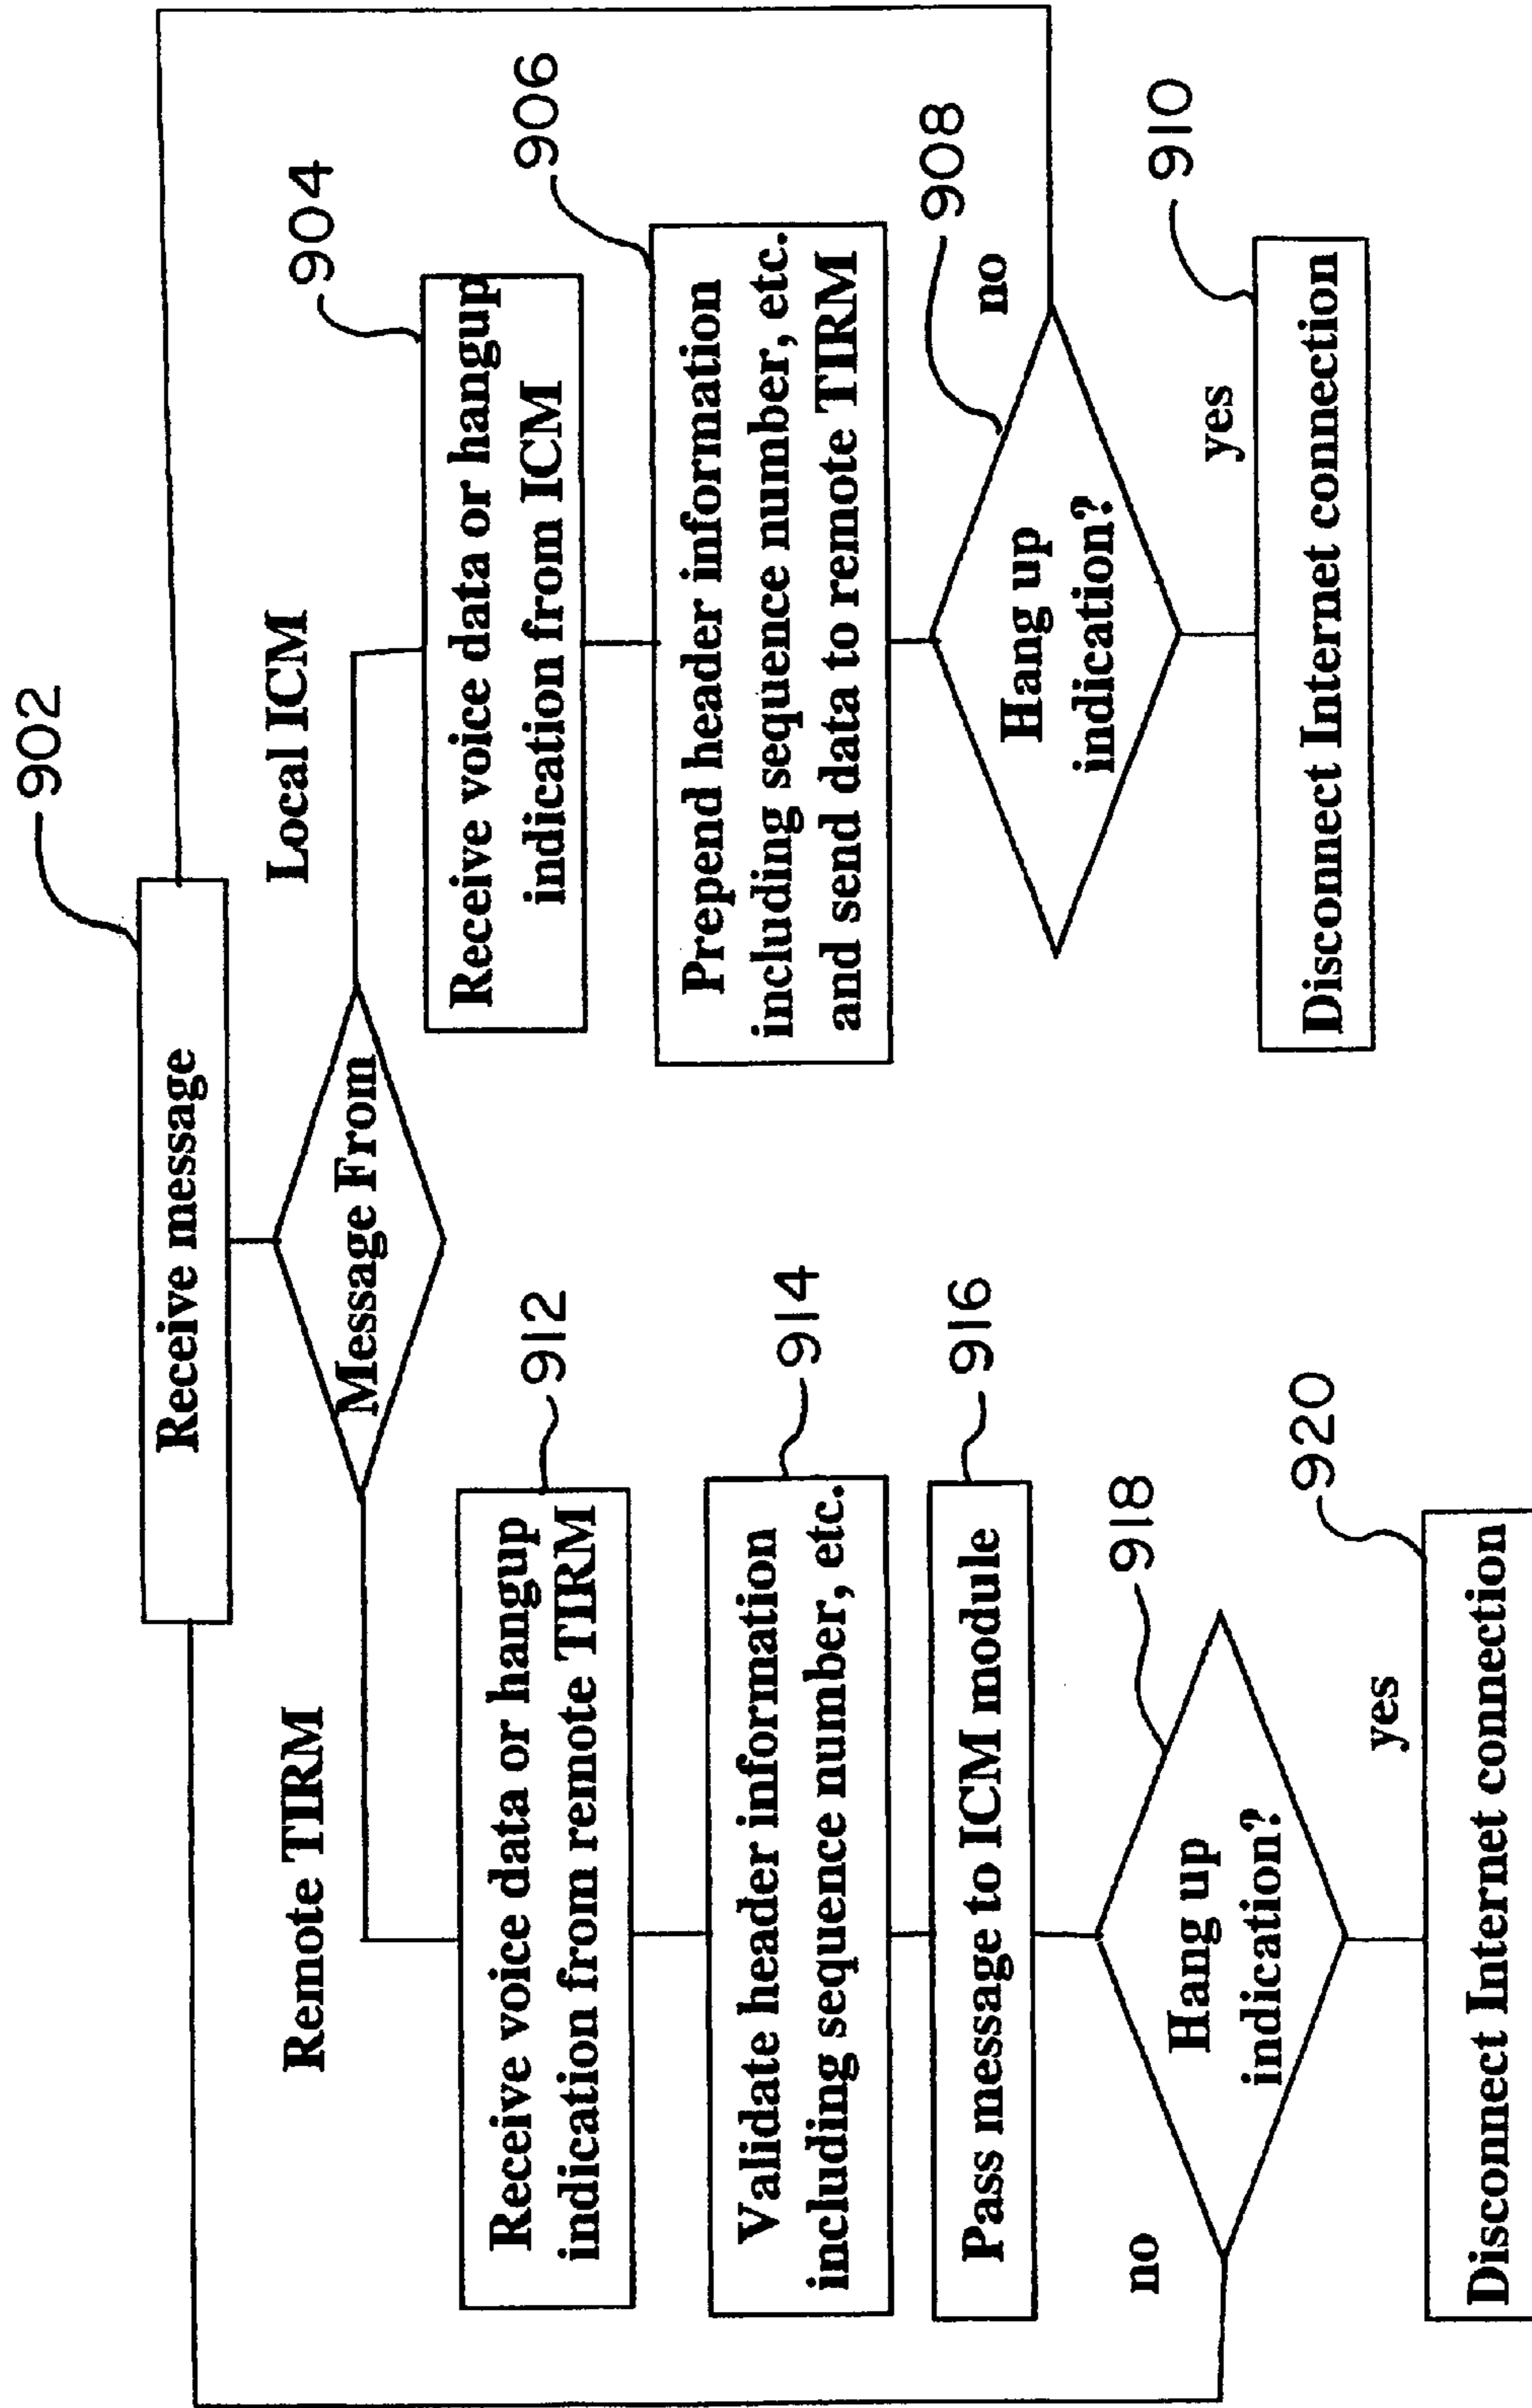 902
Receive message
Message From
Remote TIRM
Local ICM
912
Receive voice data or hangup
indication from remote TIRM
914
Validate header information
including sequence number, etc.
916
Pass message to ICM module
918
Hang up
indication?
no
yes
920
Disconnect Internet connection
904
Receive voice data or hangup
indication from ICM
906
Prepend header information
including sequence number, etc.
and send data to remote TIRM
908
Hang up
indication?
no
yes
910
Disconnect Internet connection